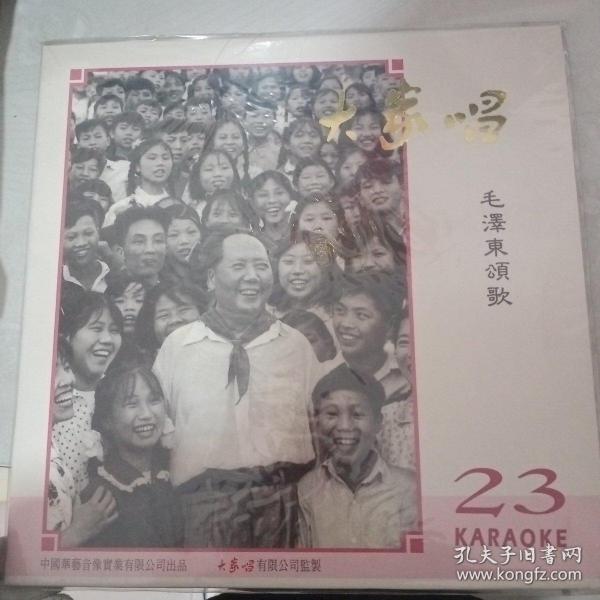 大家唱
毛澤東頌歌
23
KARAOKE
中國華藝音像實業有限公司出品
大家唱有限公司監製
孔夫子旧书网
www.kongfz.com